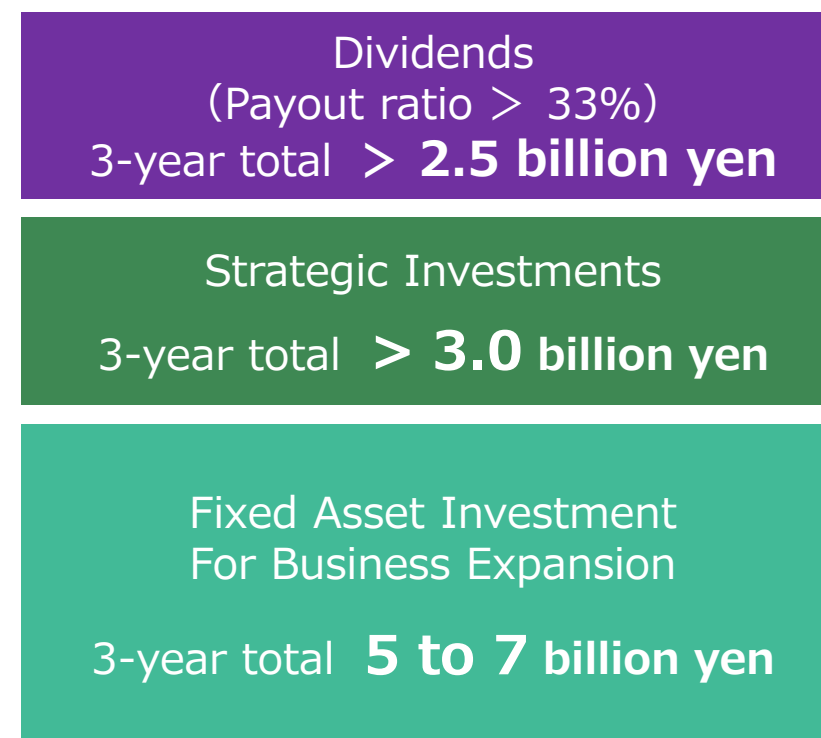 Dividends
（Payout ratio ＞ 33%）
3-year total ＞ 2.5 billion yen
Strategic Investments
3-year total ＞ 3.0 billion yen
Fixed Asset Investment
For Business Expansion
3-year total 5 to 7 billion yen